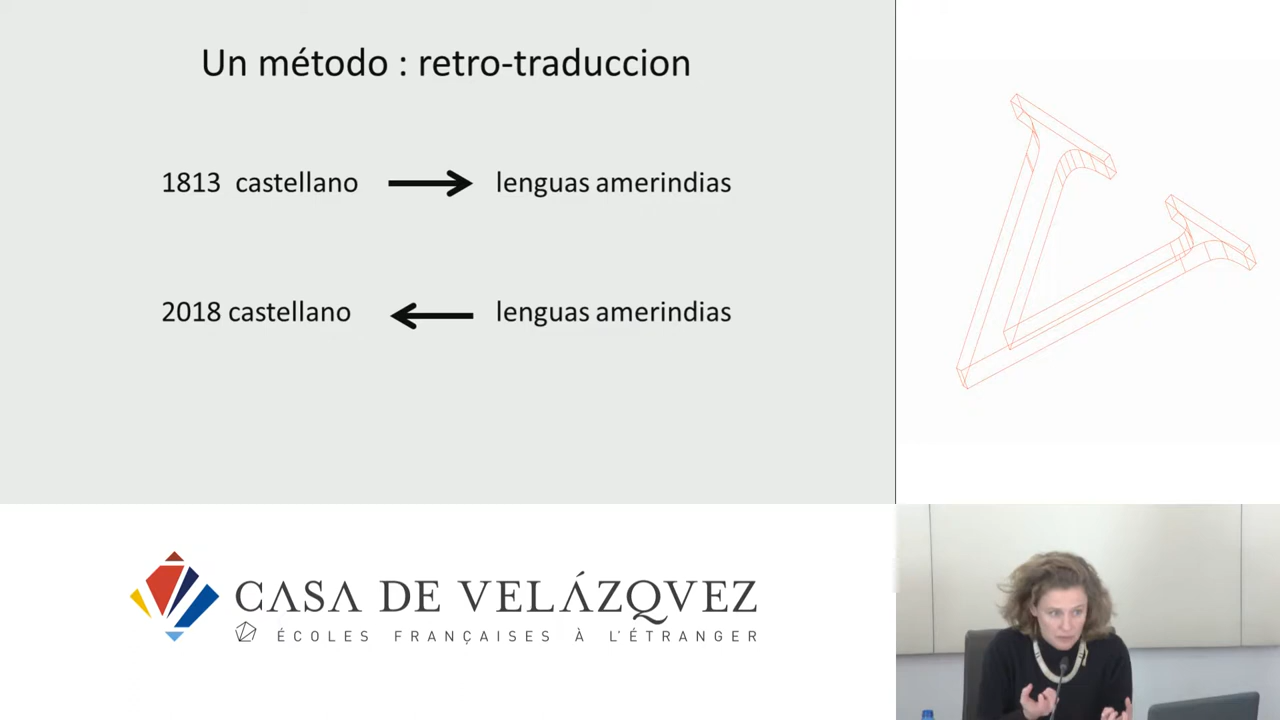 Un método : retro-traduccion
1813 castellano lenguas amerindias
2018 castellano lenguas amerindias
CASA DE VELÁZQVEZ
ÉCOLES FRANÇAISES À L'ÉTRANGER